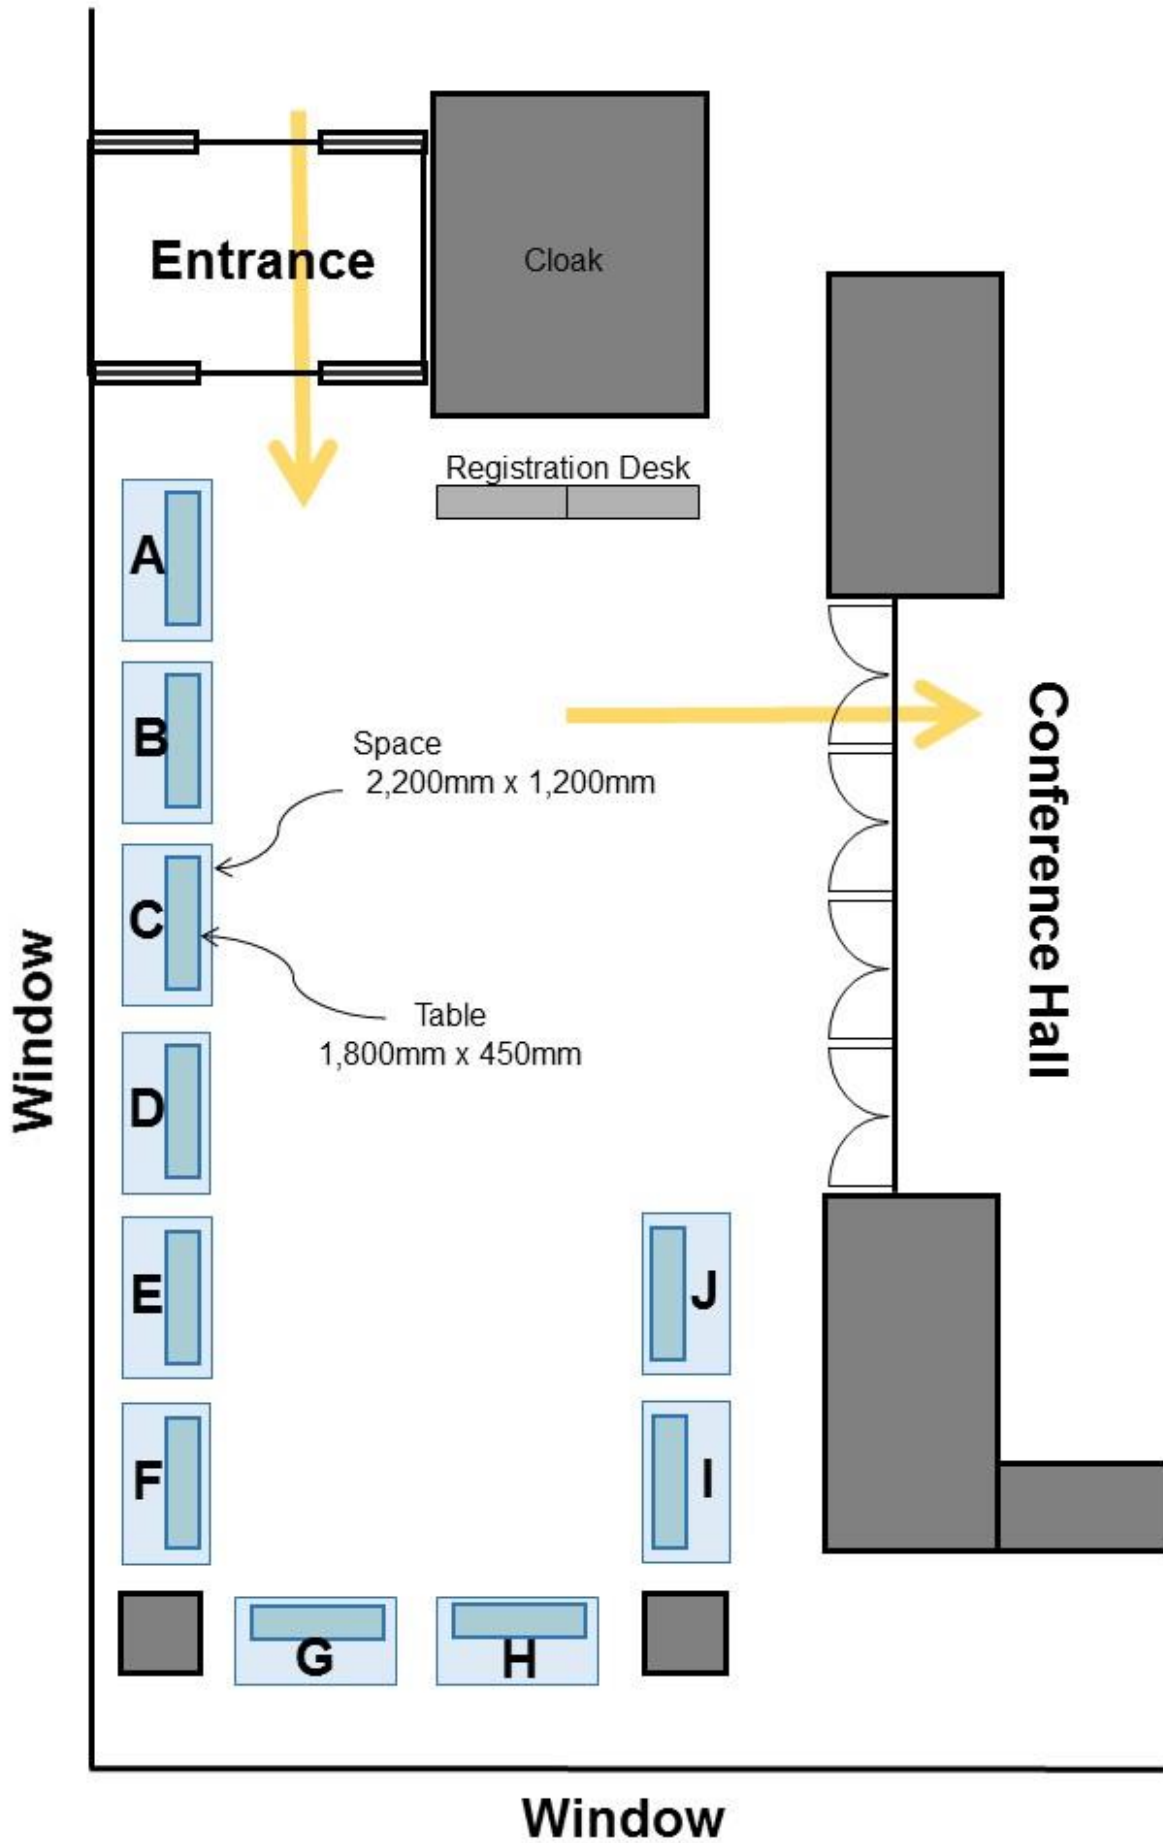 Entrance
Cloak
Registration Desk
A
B
Space
2,200mm x 1,200mm
C
Table
1,800mm x 450mm
D
E
F
G
H
I
J
Conference Hall
Window
Window